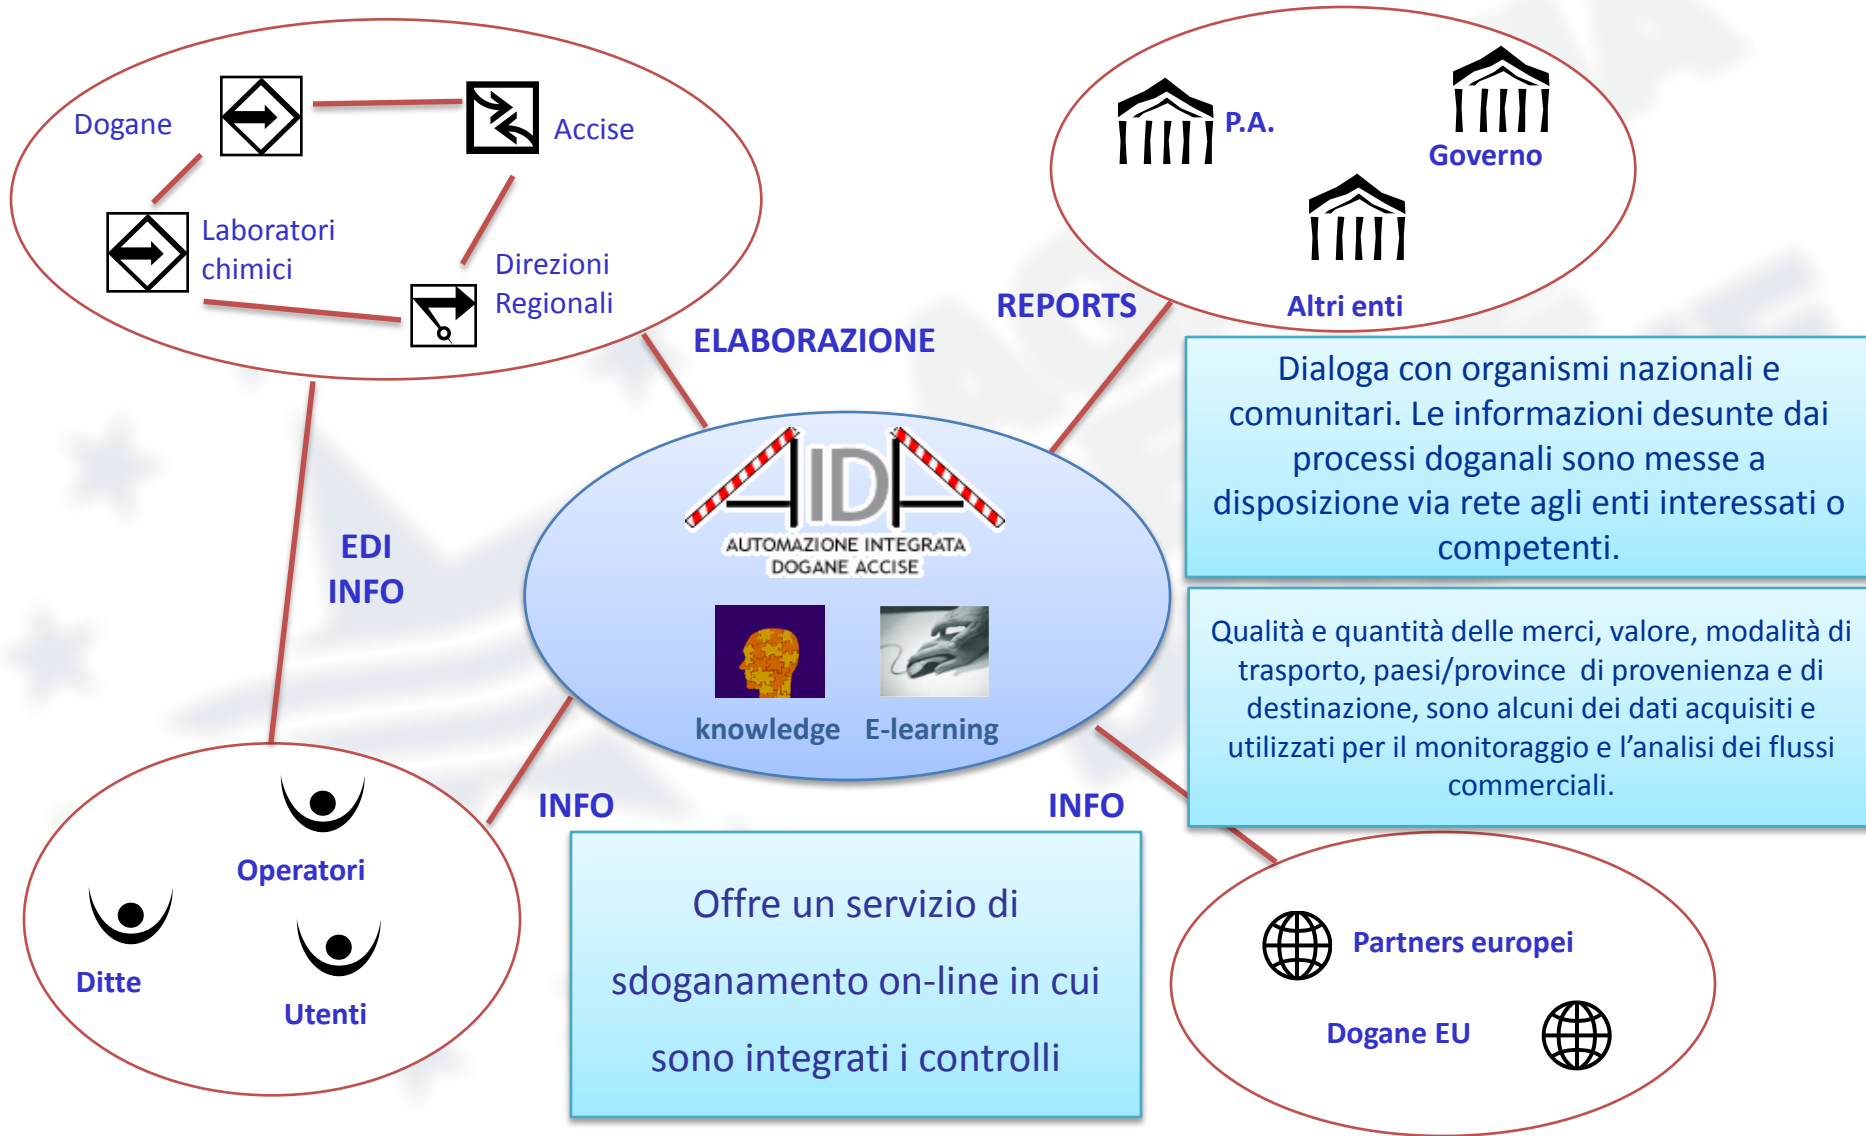 Dogane
Accise
Laboratori
chimici
Direzioni
Regionali
P.A.
Governo
Altri enti
ELABORAZIONE
REPORTS
Dialoga con organismi nazionali e
comunitari. Le informazioni desunte dai
processi doganali sono messe a
disposizione via rete agli enti interessati o
competenti.
AIDA
AUTOMAZIONE INTEGRATA
DOGANE ACCISE
knowledge
E-learning
EDI
INFO
Qualità e quantità delle merci, valore, modalità di
trasporto, paesi/province di provenienza e di
destinazione, sono alcuni dei dati acquisiti e
utilizzati per il monitoraggio e l’analisi dei flussi
commerciali.
INFO
INFO
Operatori
Ditte
Utenti
Offre un servizio di
sdoganamento on-line in cui
sono integrati i controlli
Partners europei
Dogane EU